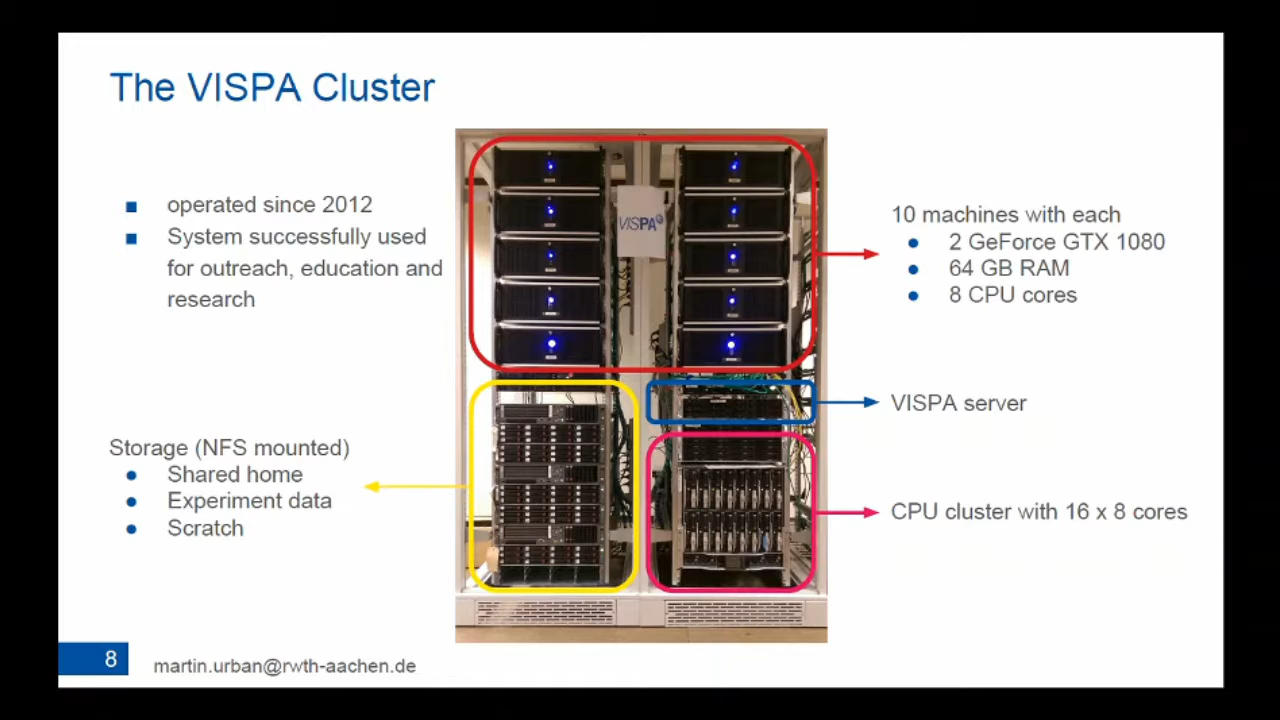 The VISPA Cluster
operated since 2012
System successfully used
for outreach, education and
research
Storage (NFS mounted)
Shared home
Experiment data
Scratch
VISPA
10 machines with each
2 GeForce GTX 1080
64 GB RAM
8 CPU cores
VISPA server
CPU cluster with 16 x 8 cores
8
martin.urban@rwth-aachen.de